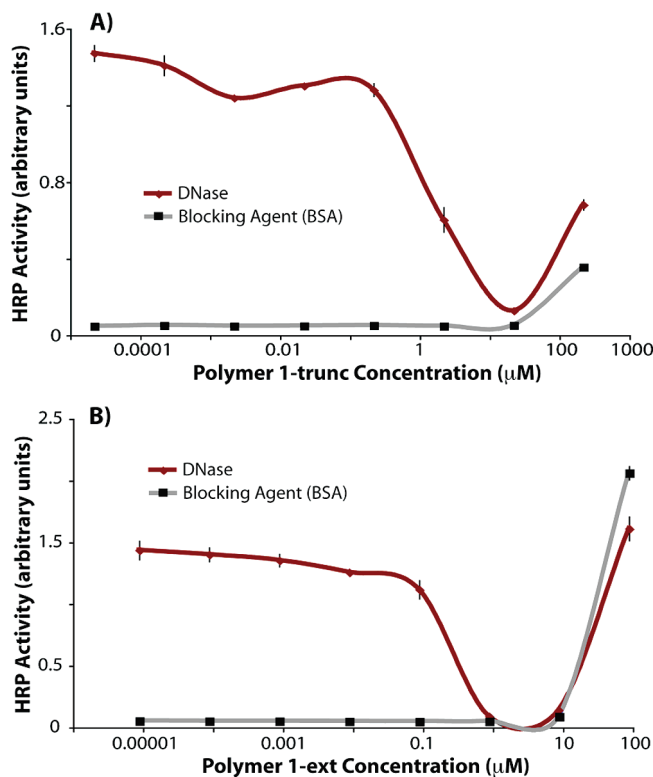 A)
HRP Activity (arbitrary units)
1.6
0.8
0
DNase
Blocking Agent (BSA)
0.0001
0.01
1
100
1000
Polymer 1-trunc Concentration (μM)
B)
HRP Activity (arbitrary units)
2.5
1.5
0.5
0
DNase
Blocking Agent (BSA)
0.00001
0.001
0.1
10
100
Polymer 1-ext Concentration (μM)